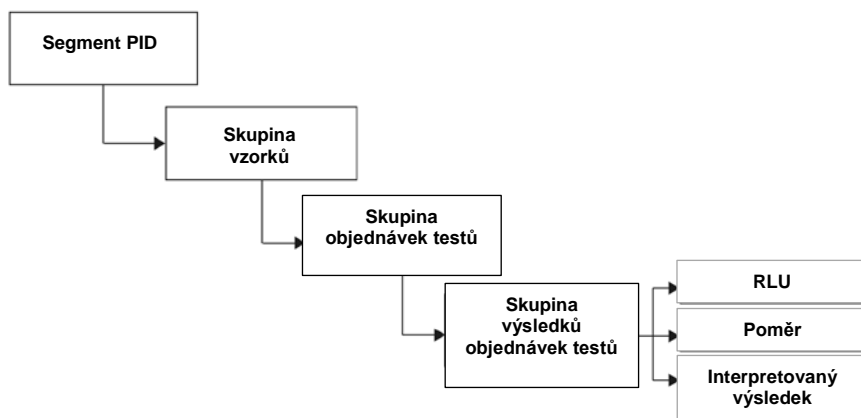 Segment PID
Skupina
vzorků
Skupina
objednávek testů
Skupina
výsledků
objednávek testů
RLU
Poměr
Interpretovaný
výsledek